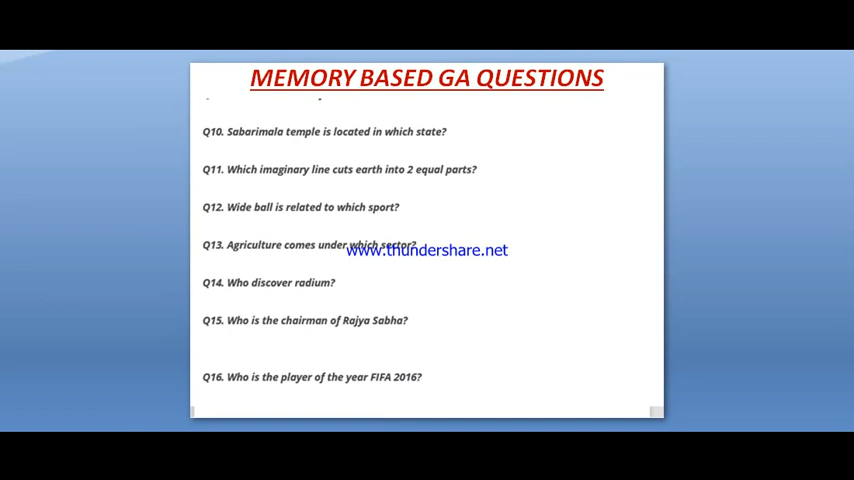 MEMORY BASED GA QUESTIONS
Q10. Sabarimala temple is located in which state?
Q11. Which imaginary line cuts earth into 2 equal parts?
Q12. Wide ball is related to which sport?
Q13. Agriculture comes under which sector?
www.thundershare.net
Q14. Who discover radium?
Q15. Who is the chairman of Rajya Sabha?
Q16. Who is the player of the year FIFA 2016?